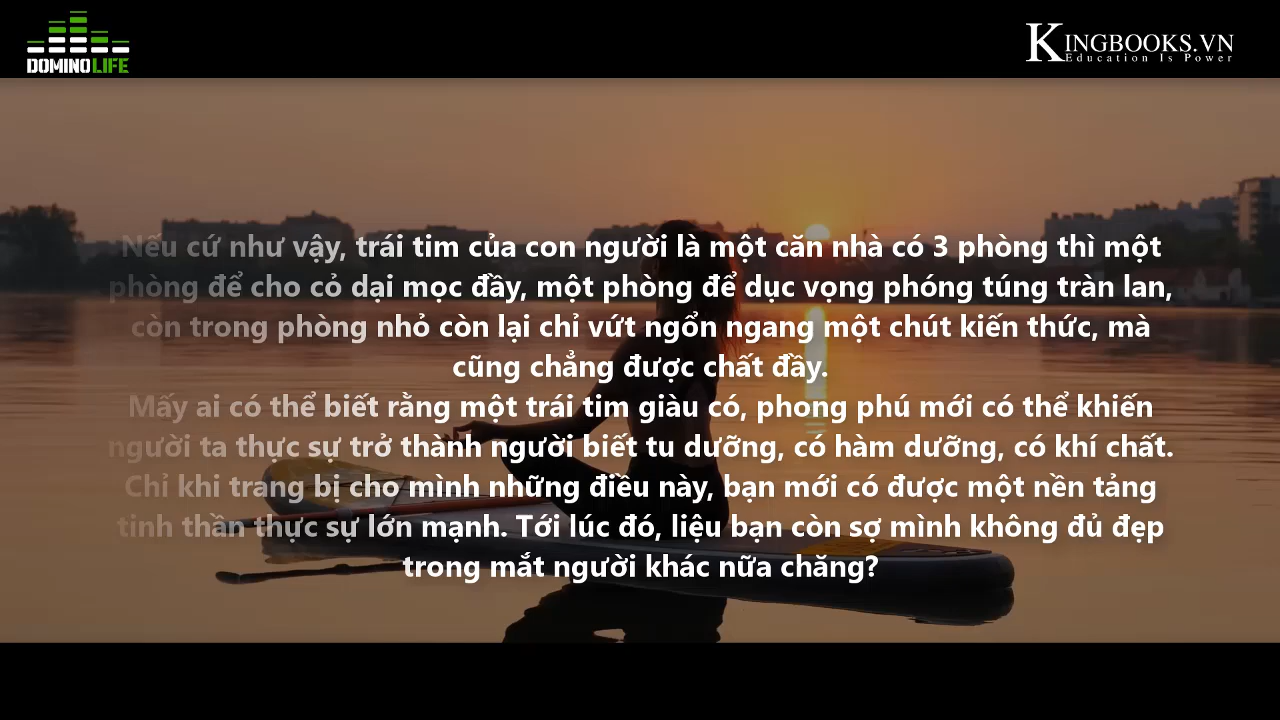 DOMINOLIFE
KINGBOOKS.VN
Education Is Power
Nếu cứ như vậy, trái tim của con người là một căn nhà có 3 phòng thì một
phòng để cho cỏ dại mọc đầy, một phòng để dục vọng phóng túng tràn lan,
còn trong phòng nhỏ còn lại chỉ vứt ngổn ngang một chút kiến thức, mà
cũng chẳng được chất đầy.
Mấy ai có thể biết rằng một trái tim giàu có, phong phú mới có thể khiến
người ta thực sự trở thành người biết tu dưỡng, có hàm dưỡng, có khí chất.
Chỉ khi trang bị cho mình những điều này, bạn mới có được một nền tảng
tinh thần thực sự lớn mạnh. Tới lúc đó, liệu bạn còn sợ mình không đủ đẹp
trong mắt người khác nữa chăng?